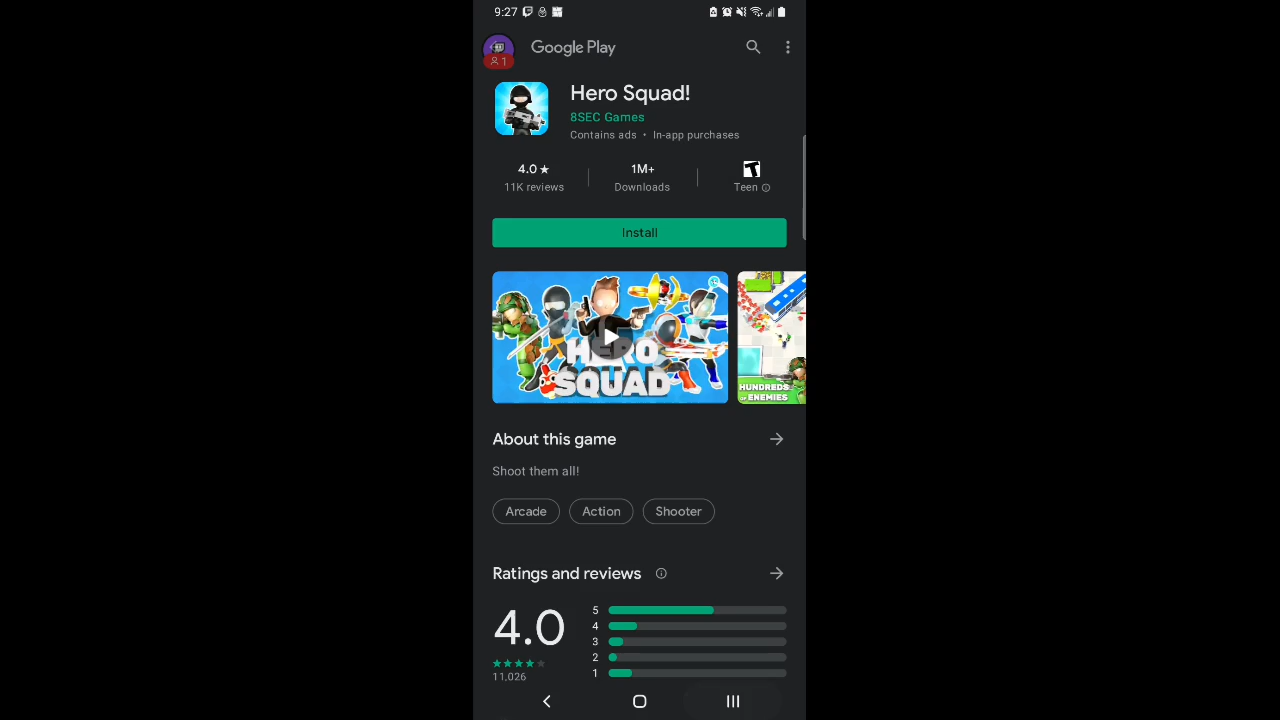 9:27
1
Google Play
Hero Squad!
8SEC Games
Contains ads • In-app purchases
4.0 ★
11K reviews
1M+
Downloads
T
Teen
Install
HERO
SQUAD
HUNDREDS
OF ENEMIES
About this game
Shoot them all!
Arcade
Action
Shooter
Ratings and reviews
4.0
11,026
5
4
3
2
1